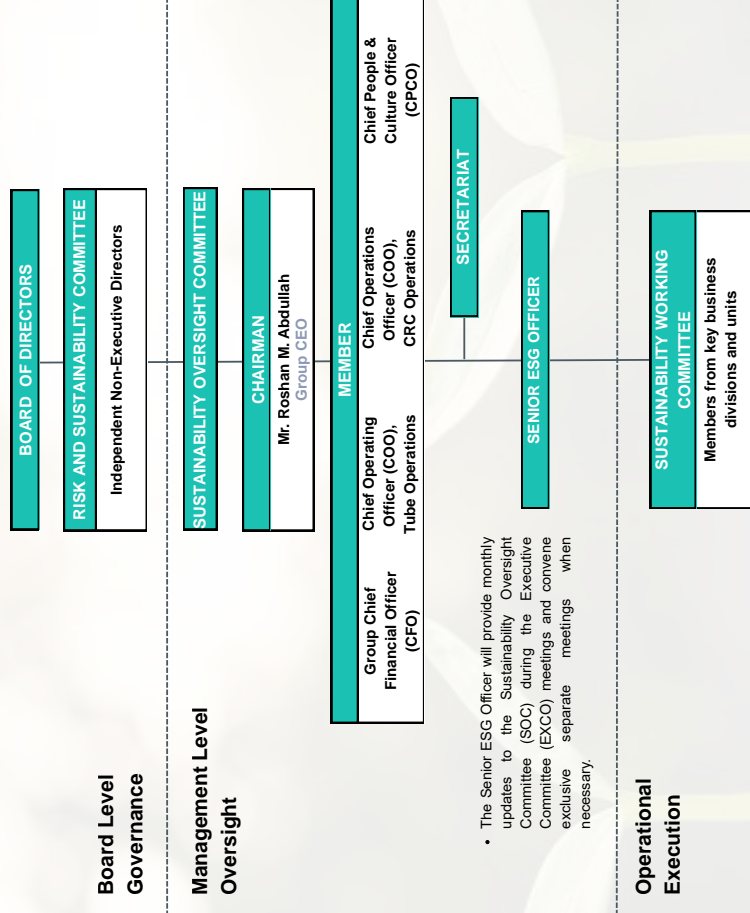 BOARD OF DIRECTORS
Board Level
Governance
RISK AND SUSTAINABILITY COMMITTEE
Independent Non-Executive Directors
Management Level
Oversight
SUSTAINABILITY OVERSIGHT COMMITTEE
CHAIRMAN
Mr. Roshan M. Abdullah
Group CEO
MEMBER
Group Chief
Financial Officer
(CFO)
Chief Operating
Officer (COO),
Tube Operations
Chief Operations
Officer (COO),
CRC Operations
Chief People &
Culture Officer
(CPCO)
SECRETARIAT
• The Senior ESG Officer will provide monthly
updates to the Sustainability Oversight
Committee (SOC) during the Executive
Committee (EXCO) meetings and convene
exclusive separate meetings when
necessary.
SENIOR ESG OFFICER
Operational
Execution
SUSTAINABILITY WORKING
COMMITTEE
Members from key business
divisions and units